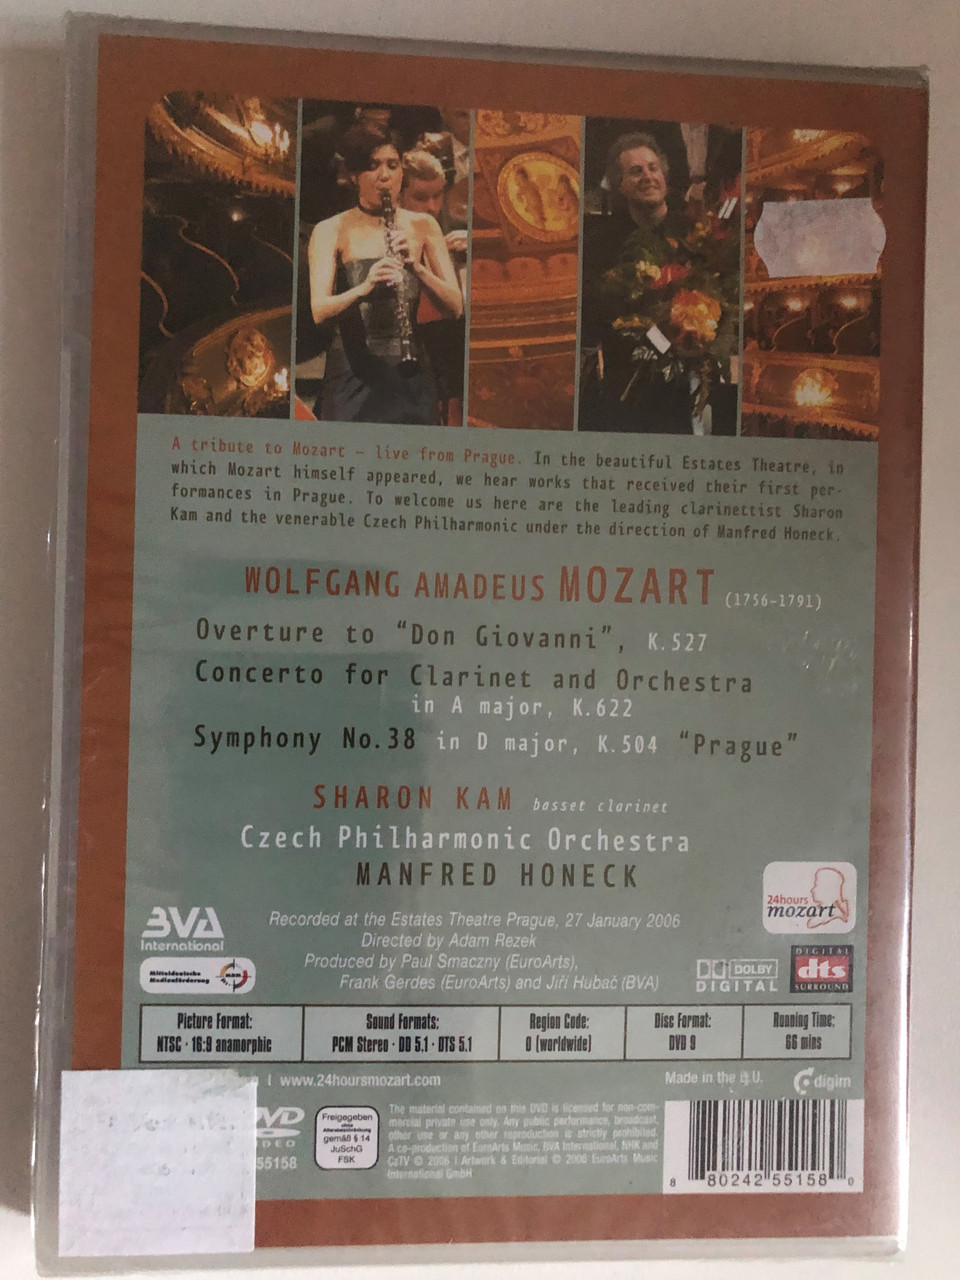 A tribute to Mozart – live from Prague. In the beautiful Estates Theatre, in
which Mozart himself appeared, we hear works that received their first per-
formances in Prague. To welcome us here are the leading clarinettist Sharon
Kam and the venerable Czech Philharmonic under the direction of Manfred Honeck.
WOLFGANG AMADEUS MOZART (1756-1791)
Overture to “Don Giovanni”, K.527
Concerto for Clarinet and Orchestra
in A major, K.622
Symphony No.38 in D major, K.504 “Prague”
SHARON KAM basset clarinet
Czech Philharmonic Orchestra
MANFRED HONECK
24hours
mozart
BVA
International
Recorded at the Estates Theatre Prague, 27 January 2006
Directed by Adam Rezek
Produced by Paul Smaczny (EuroArts),
Frank Gerdes (EuroArts) and Jiří Hubač (BVA)
Mitteldeutsche
Medienförderung
DOLBY
DIGITAL
DIGITAL
dts
SURROUND
Picture Format:
NTSC · 16:9 anamorphic
Sound Formats:
PCM Stereo · DD 5.1 · DTS 5.1
Region Code:
0 (worldwide)
Disc Format:
DVD 9
Running Time:
66 mins
| www.24hoursmozart.com
Made in the E.U.
digim
DVD
VIDEO
55158
Freigegeben
ohne
Altersbeschränkung
gemäß § 14
JuSchG
FSK
The material contained on this DVD is licensed for non-com-
mercial private use only. Any public performance, broadcast,
other use or any other reproduction is strictly prohibited.
A co-production of EuroArts Music, BVA International, NHK and
CzTV © 2006 | Artwork & Editorial © 2006 EuroArts Music
International GmbH
8 80242 55158 0